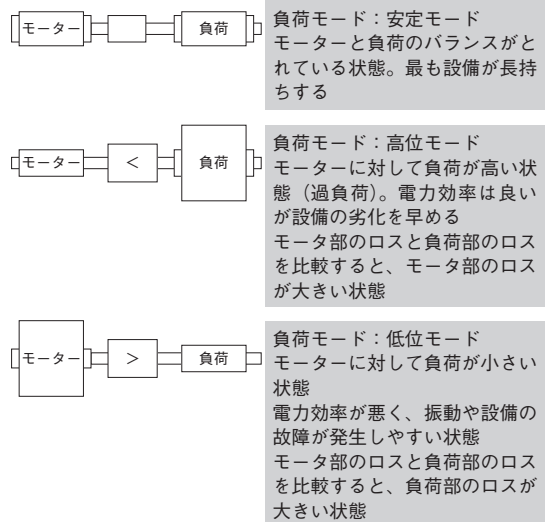 モーター
負荷
負荷モード：安定モード
モーターと負荷のバランスがと
れている状態。最も設備が長持
ちする
モーター
＜
負荷
負荷モード：高位モード
モーターに対して負荷が高い
状態（過負荷）。電力効率は良い
が設備の劣化を早める
モータ部のロスと負荷部のロス
を比較すると、モータ部のロス
が大きい状態
モーター
＞
負荷
負荷モード：低位モード
モーターに対して負荷が小さい
状態
電力効率が悪く、振動や設備の
故障が発生しやすい状態
モータ部のロスと負荷部のロス
を比較すると、負荷部のロスが
大きい状態